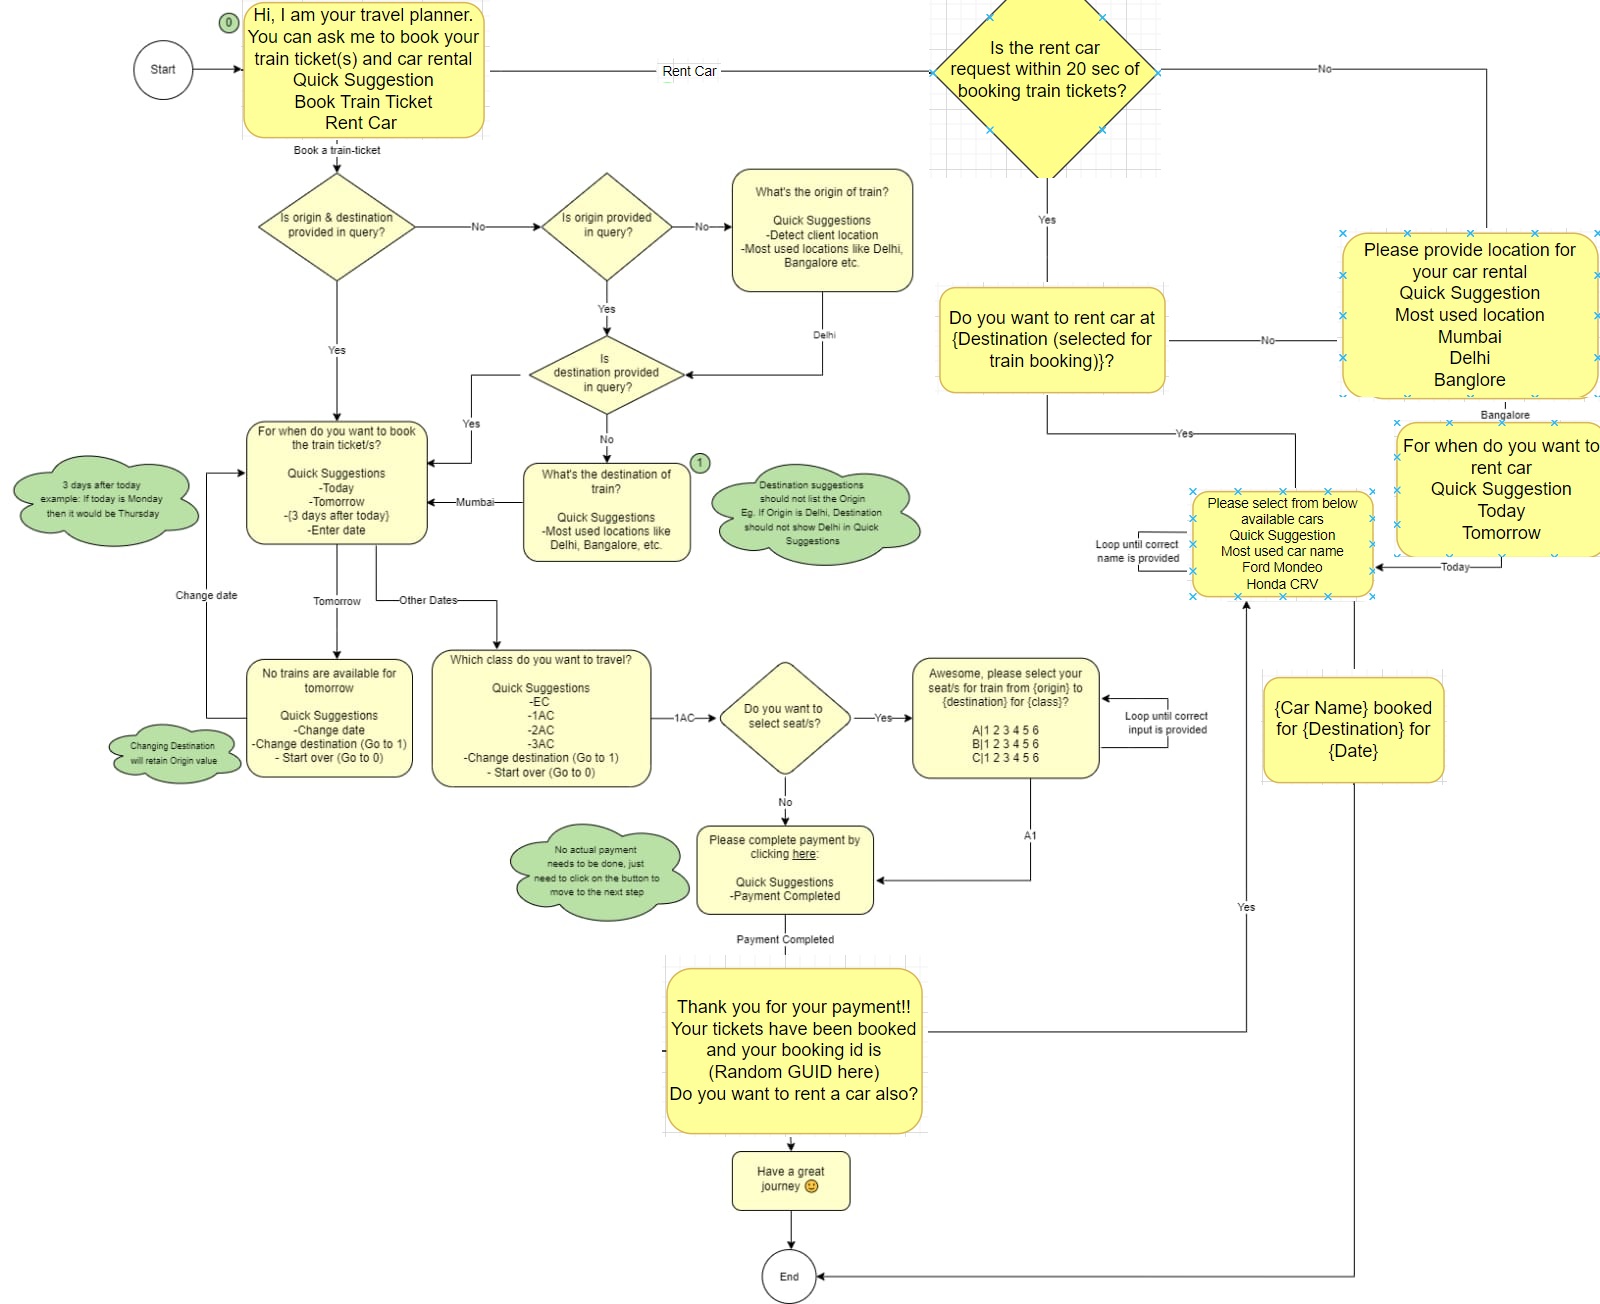 0
Hi, I am your travel planner.
You can ask me to book your
train ticket(s) and car rental
Quick Suggestion
Book Train Ticket
Rent Car
Start
Rent Car
Is the rent car
request within 20 sec of
booking train tickets?
No
Book a train-ticket
Is origin & destination
provided in query?
No
Is origin provided
in query?
No
What's the origin of train?
Quick Suggestions
-Detect client location
-Most used locations like Delhi,
Bangalore etc.
Yes
Please provide location for
your car rental
Quick Suggestion
Most used location
Mumbai
Delhi
Banglore
Do you want to rent car at
{Destination (selected for
train booking)}?
No
Yes
Yes
Delhi
Is
destination provided
in query?
Yes
No
Yes
Bangalore
For when do you want to
rent car
Quick Suggestion
Today
Tomorrow
For when do you want to book
the train ticket/s?
Quick Suggestions
-Today
-Tomorrow
-{3 days after today}
-Enter date
3 days after today
example: If today is Monday
then it would be Thursday
Mumbai
What's the destination of
train?
Quick Suggestions
-Most used locations like
Delhi, Bangalore, etc.
1
Destination suggestions
should not list the Origin
Eg. If Origin is Delhi, Destination
should not show Delhi in Quick
Suggestions
Loop until correct
name is provided
Please select from below
available cars
Quick Suggestion
Most used car name
Ford Mondeo
Honda CRV
Today
Change date
Tomorrow
Other Dates
No trains are available for
tomorrow
Quick Suggestions
-Change date
-Change destination (Go to 1)
- Start over (Go to 0)
Changing Destination
will retain Origin value
Which class do you want to travel?
Quick Suggestions
-EC
-1AC
-2AC
-3AC
-Change destination (Go to 1)
- Start over (Go to 0)
1AC
Do you want to
select seat/s?
Yes
Awesome, please select your
seat/s for train from {origin} to
{destination} for {class}?
A|1 2 3 4 5 6
B|1 2 3 4 5 6
C|1 2 3 4 5 6
Loop until correct
input is provided
{Car Name} booked
for {Destination} for
{Date}
No
A1
No actual payment
needs to be done, just
need to click on the button to
move to the next step
Please complete payment by
clicking here:
Quick Suggestions
-Payment Completed
Yes
Payment Completed
Thank you for your payment!!
Your tickets have been booked
and your booking id is
(Random GUID here)
Do you want to rent a car also?
Have a great
journey 🙂
End